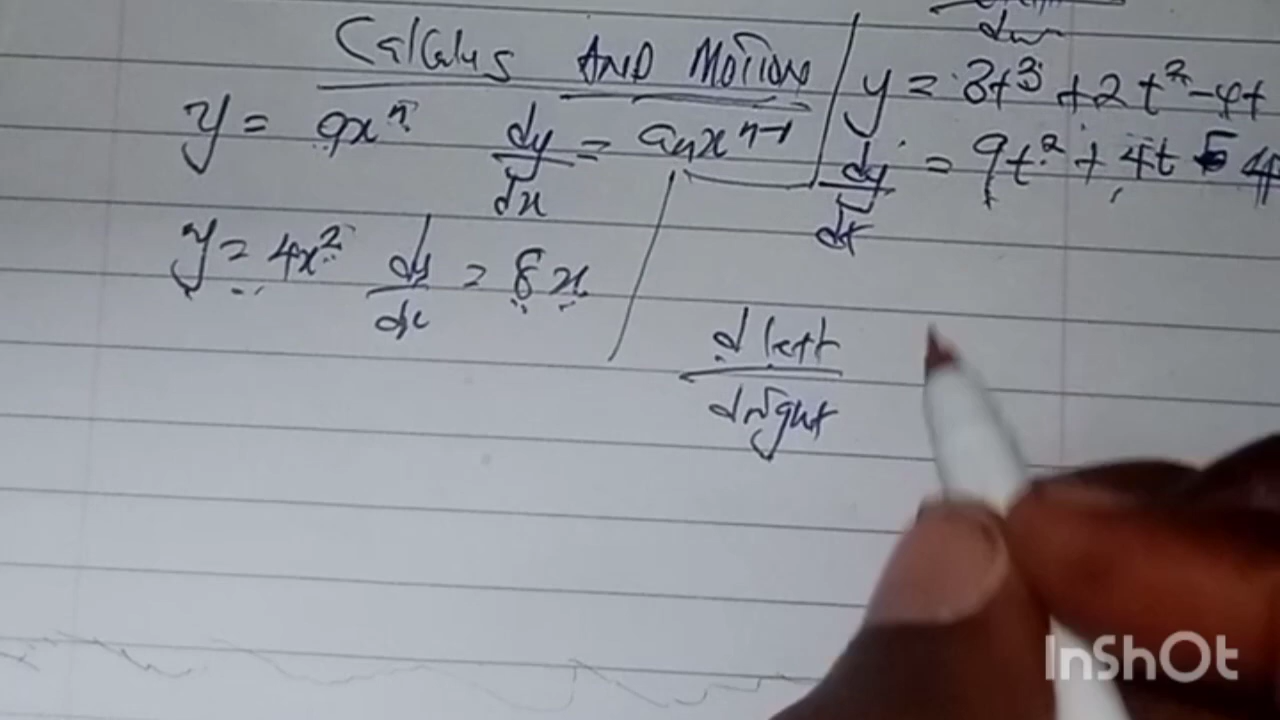 Calculus AND MOTION
y = ax^n dy/dx = anx^n-1
y = 4x^2 dy/dx = 8x
y = 3t^3 + 2t^2 - 4t
dy/dt = 9t^2 + 4t - 4
d left
d right
InShOt